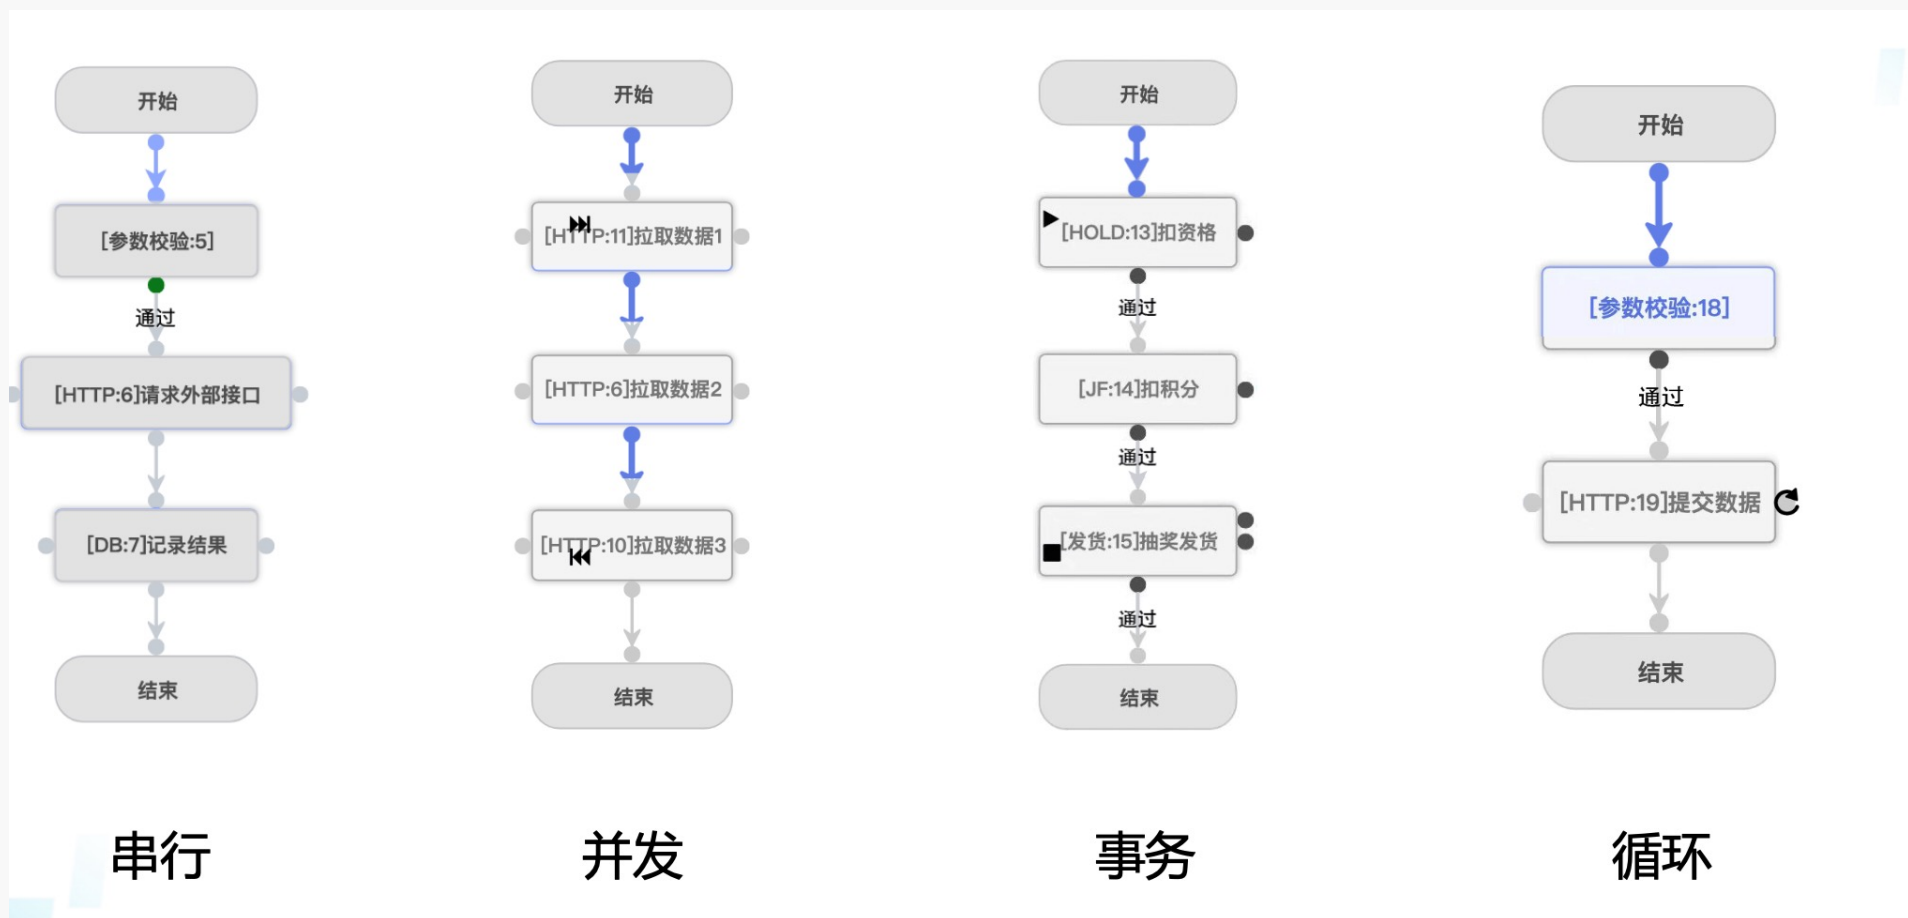 开始
[参数校验:5]
通过
[HTTP:6]请求外部接口
[DB:7]记录结果
结束
串行
开始
[HTTP:11]拉取数据1
[HTTP:6]拉取数据2
[HTTP:10]拉取数据3
结束
并发
开始
[HOLD:13]扣资格
通过
[JF:14]扣积分
通过
[发货:15]抽奖发货
通过
结束
事务
开始
[参数校验:18]
通过
[HTTP:19]提交数据
结束
循环